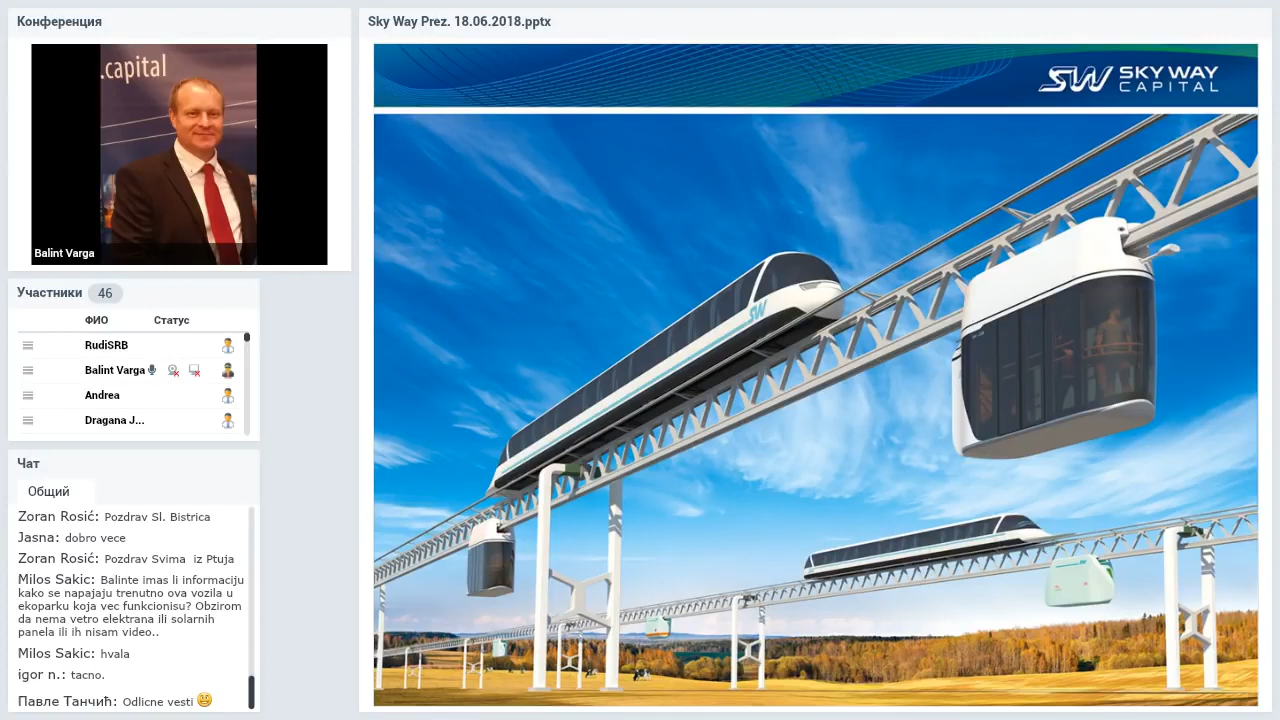 Конференция
.capital
Balint Varga
Участники 46
ФИО Статус
RudiSRB
Balint Varga
Andrea
Dragana J...
Чат
Общий
Zoran Rosić: Pozdrav Sl. Bistrica
Jasna: dobro vece
Zoran Rosić: Pozdrav Svima iz Ptuja
Milos Sakic: Balinte imas li informaciju
kako se napajaju trenutno ova vozila u
ekoparku koja vec funkcionisu? Obzirom
da nema vetro elektrana ili solarnih
panela ili ih nisam video..
Milos Sakic: hvala
igor n.: tacno.
Павле Танчић: Odlicne vesti
Sky Way Prez. 18.06.2018.pptx
SW SKY WAY
CAPITAL
SW